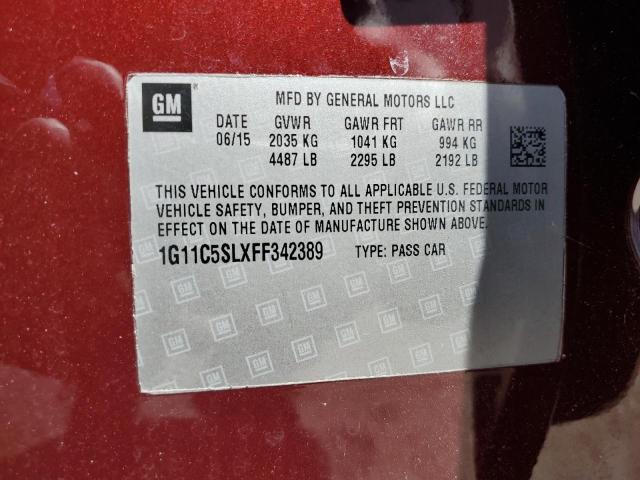 GM
MFD BY GENERAL MOTORS LLC
DATE GVWR GAWR FRT GAWR RR
06/15 2035 KG 1041 KG 994 KG
4487 LB 2295 LB 2192 LB
THIS VEHICLE CONFORMS TO ALL APPLICABLE U.S. FEDERAL MOTOR
VEHICLE SAFETY, BUMPER, AND THEFT PREVENTION STANDARDS IN
EFFECT ON THE DATE OF MANUFACTURE SHOWN ABOVE.
1G11C5SLXFF342389 TYPE: PASS CAR